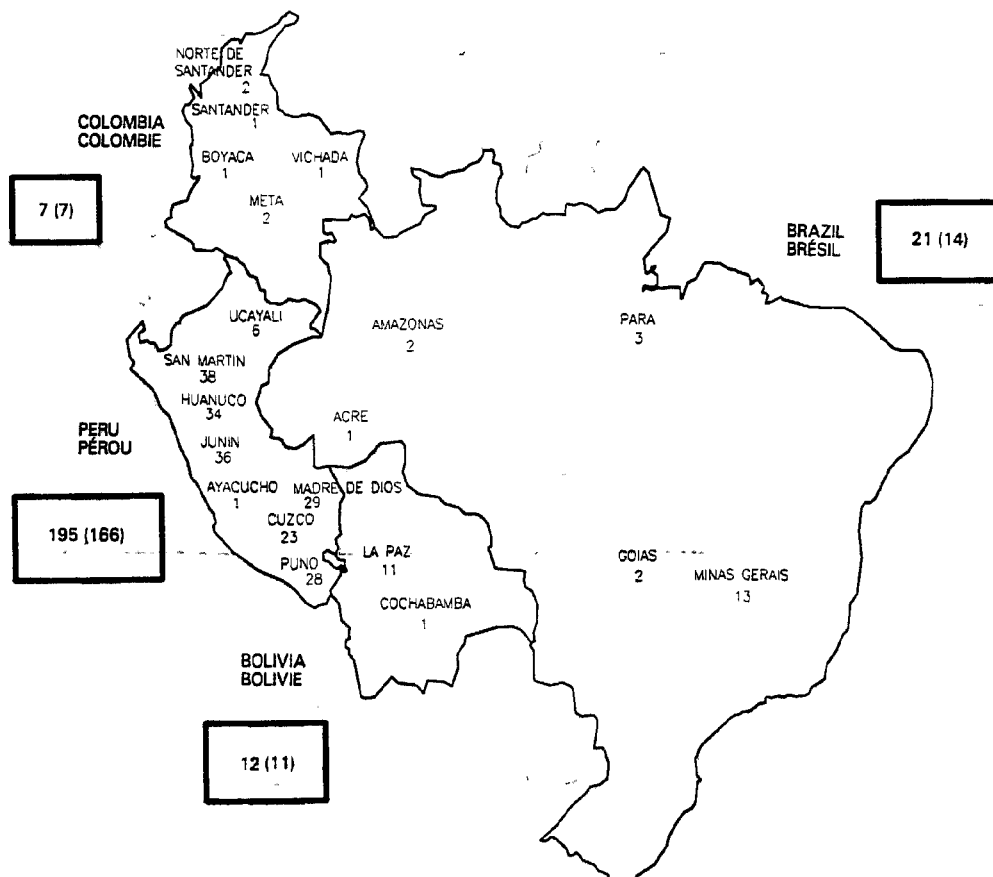 NORTE DE
SANTANDER
2
SANTANDER
1
COLOMBIA
COLOMBIE
BOYACA
1
VICHADA
1
META
2
7 (7)
BRAZIL
BRÉSIL
21 (14)
UCAYALI
6
AMAZONAS
2
PARA
3
SAN MARTIN
38
HUANUCO
34
ACRE
1
PERU
PÉROU
JUNIN
36
AYACUCHO
1
MADRE DE DIOS
29
CUZCO
23
195 (166)
PUNO
28
LA PAZ
11
GOIAS
2
MINAS GERAIS
13
COCHABAMBA
1
BOLIVIA
BOLIVIE
12 (11)